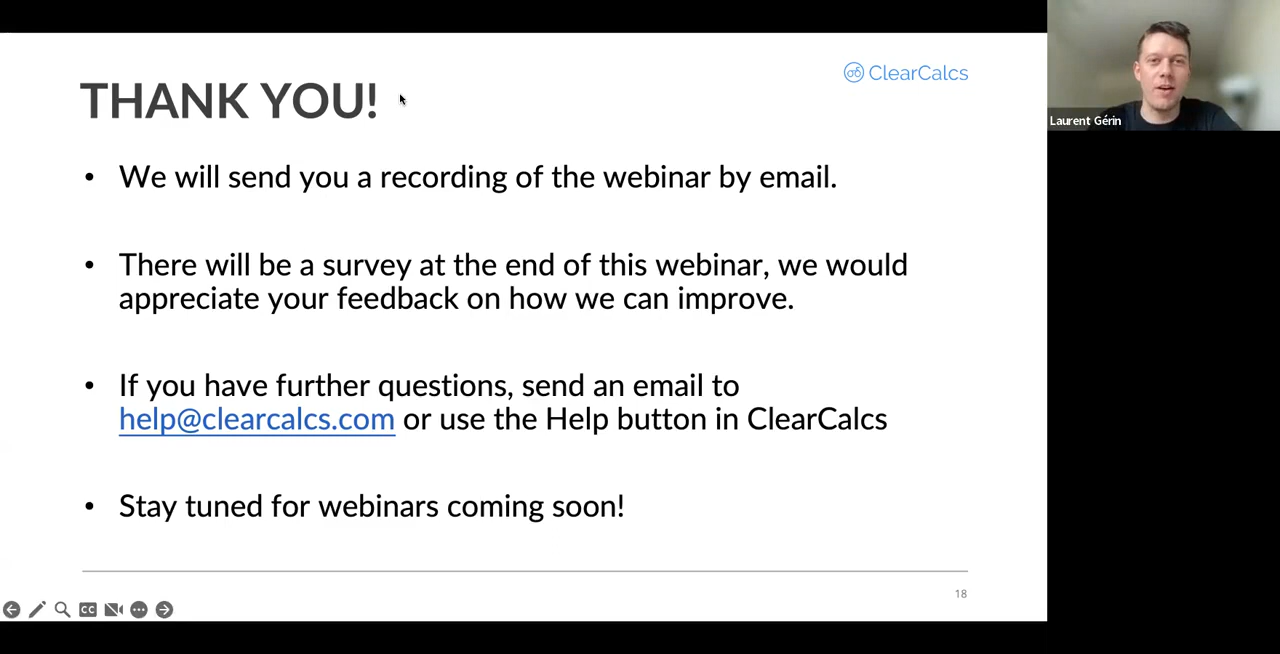 ClearCalcs
THANK YOU!
• We will send you a recording of the webinar by email.
• There will be a survey at the end of this webinar, we would
appreciate your feedback on how we can improve.
• If you have further questions, send an email to
help@clearcalcs.com or use the Help button in ClearCalcs
• Stay tuned for webinars coming soon!
18
CC
Laurent Gérin